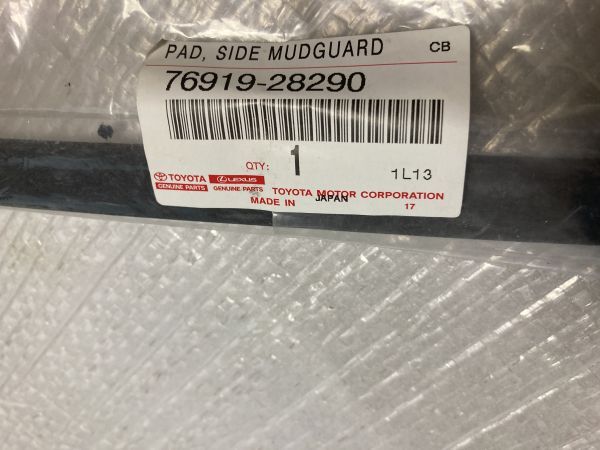 PAD, SIDE MUDGUARD CB
76919-28290
QTY: 1 1L13
TOYOTA LEXUS
GENUINE PARTS GENUINE PARTS TOYOTA MOTOR CORPORATION
MADE IN JAPAN 17